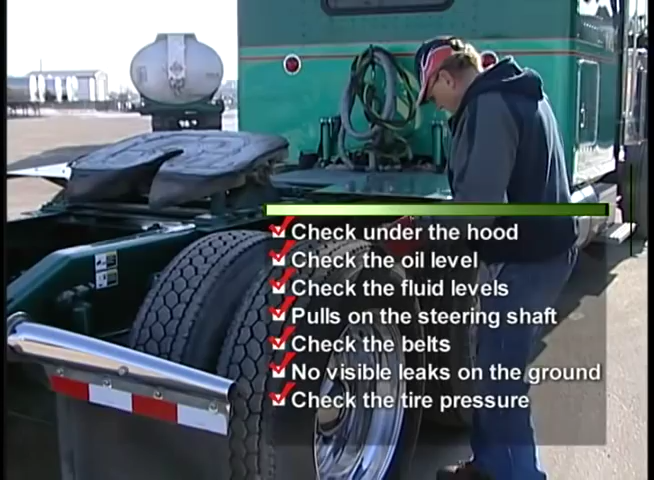 Check under the hood
Check the oil level
Check the fluid levels
Pulls on the steering shaft
Check the belts
No visible leaks on the ground
Check the tire pressure